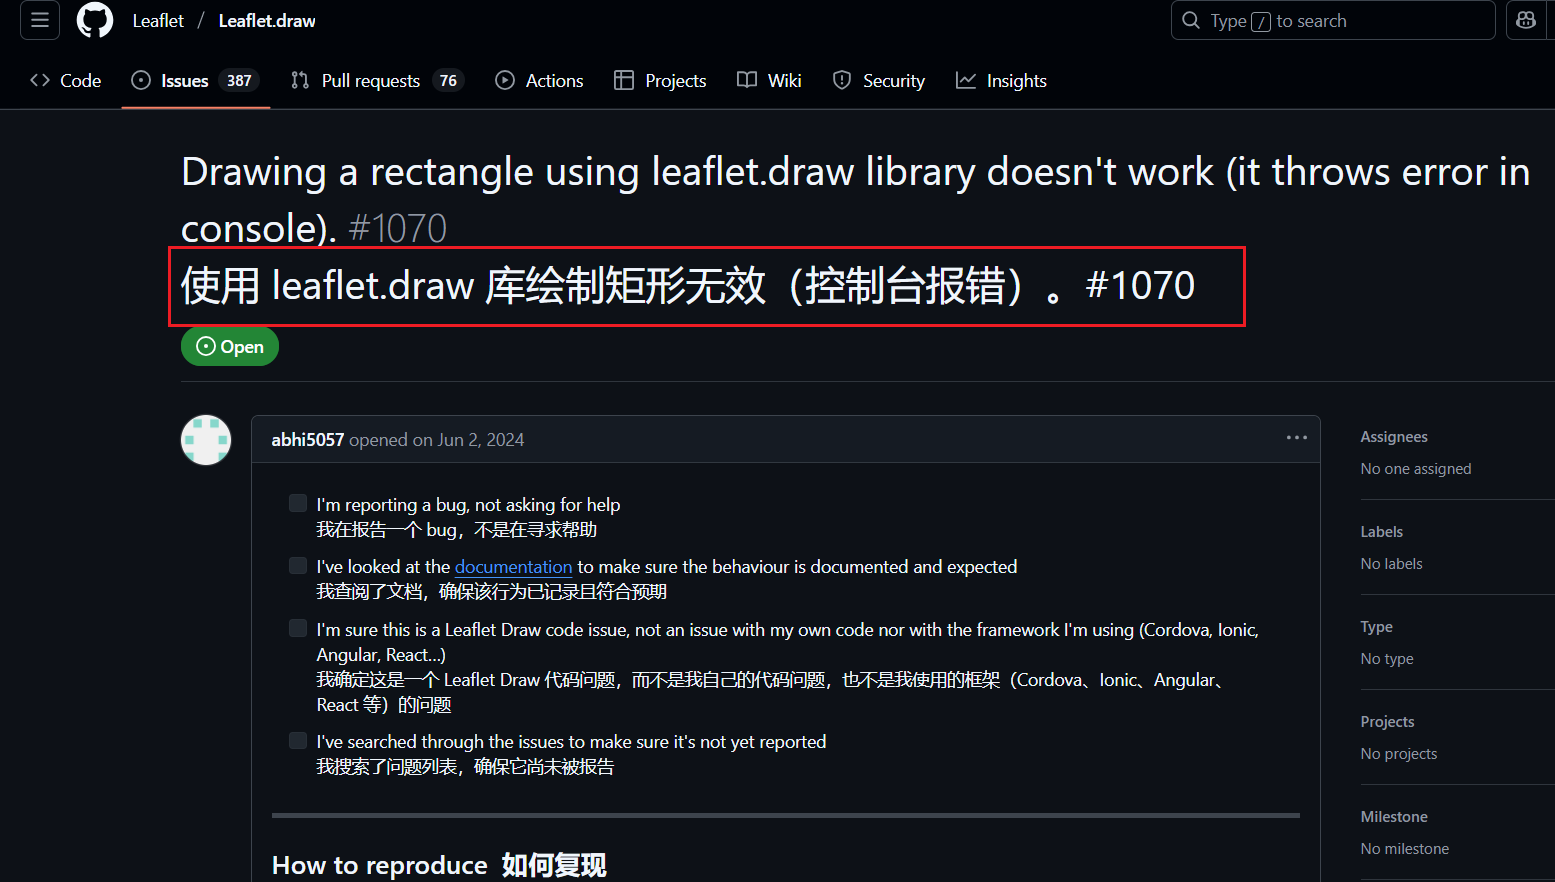 Leaflet / Leaflet.draw
Type / to search
Code
Issues 387
Pull requests 76
Actions
Projects
Wiki
Security
Insights
Drawing a rectangle using leaflet.draw library doesn't work (it throws error in
console). #1070
使用 leaflet.draw 库绘制矩形无效（控制台报错）。#1070
Open
abhi5057 opened on Jun 2, 2024
I'm reporting a bug, not asking for help
我在报告一个 bug，不是在寻求帮助
I've looked at the documentation to make sure the behaviour is documented and expected
我查阅了文档，确保该行为已记录且符合预期
I'm sure this is a Leaflet Draw code issue, not an issue with my own code nor with the framework I'm using (Cordova, Ionic,
Angular, React…)
我确定这是一个 Leaflet Draw 代码问题，而不是我自己的代码问题，也不是我使用的框架（Cordova、Ionic、Angular、
React 等）的问题
I've searched through the issues to make sure it's not yet reported
我搜索了问题列表，确保它尚未被报告
How to reproduce 如何复现
Assignees
No one assigned
Labels
No labels
Type
No type
Projects
No projects
Milestone
No milestone